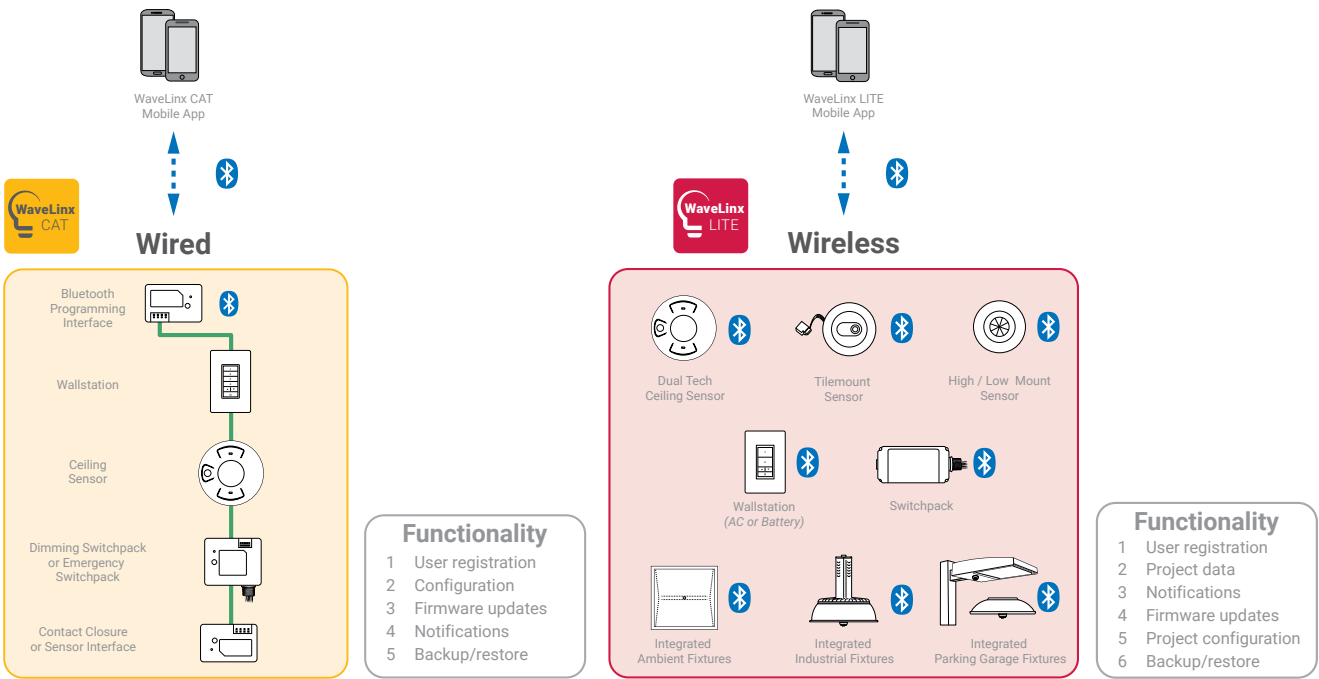 WaveLinx CAT
Mobile App
WaveLinx
CAT
Wired
Bluetooth
Programming
Interface
Wallstation
Ceiling
Sensor
Dimming Switchpack
or Emergency
Switchpack
Contact Closure
or Sensor Interface
Functionality
1 User registration
2 Configuration
3 Firmware updates
4 Notifications
5 Backup/restore
WaveLinx LITE
Mobile App
WaveLinx
LITE
Wireless
Dual Tech
Ceiling Sensor
Tilemount
Sensor
High / Low Mount
Sensor
Wallstation
(AC or Battery)
Switchpack
Integrated
Ambient Fixtures
Integrated
Industrial Fixtures
Integrated
Parking Garage Fixtures
Functionality
1 User registration
2 Project data
3 Notifications
4 Firmware updates
5 Project configuration
6 Backup/restore